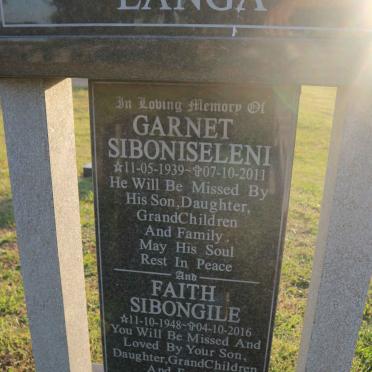 LANGA
In Loving Memory Of
GARNET
SIBONISELENI
☆11-05-1939~✞07-10-2011
He Will Be Missed By
His Son, Daughter,
GrandChildren
And Family.
May His Soul
Rest In Peace
And
FAITH
SIBONGILE
☆11-10-1948~✞04-10-2016
You Will Be Missed And
Loved By Your Son,
Daughter,GrandChildren
And